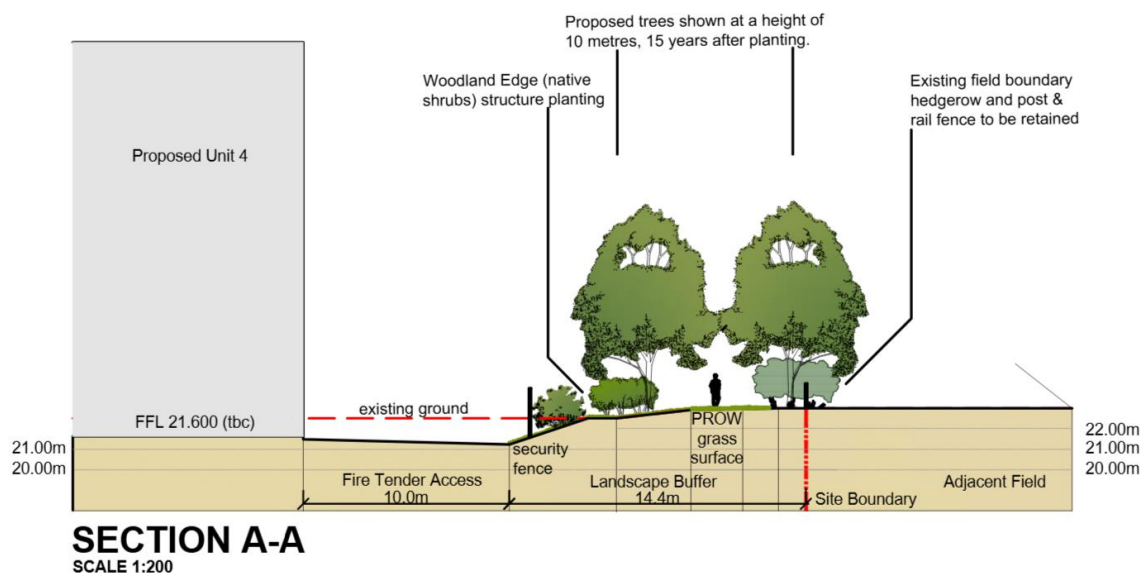 Proposed trees shown at a height of
10 metres, 15 years after planting.
Woodland Edge (native
shrubs) structure planting
Existing field boundary
hedgerow and post &
rail fence to be retained
Proposed Unit 4
existing ground
FFL 21.600 (tbc)
21.00m
20.00m
security
fence
PROW
grass
surface
22.00m
21.00m
20.00m
Fire Tender Access
10.0m
Landscape Buffer
14.4m
Site Boundary
Adjacent Field
SECTION A-A
SCALE 1:200